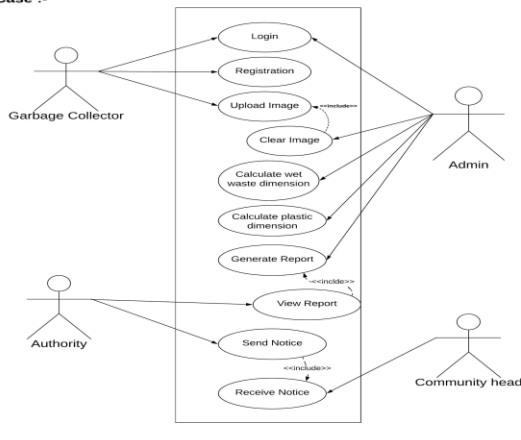 Login
Registration
Upload Image
<<include>>
Clear Image
Garbage Collector
Admin
Calculate wet
waste dimension
Calculate plastic
dimension
Generate Report
<<inclde>>
View Report
Authority
Send Notice
<<include>>
Receive Notice
Community head